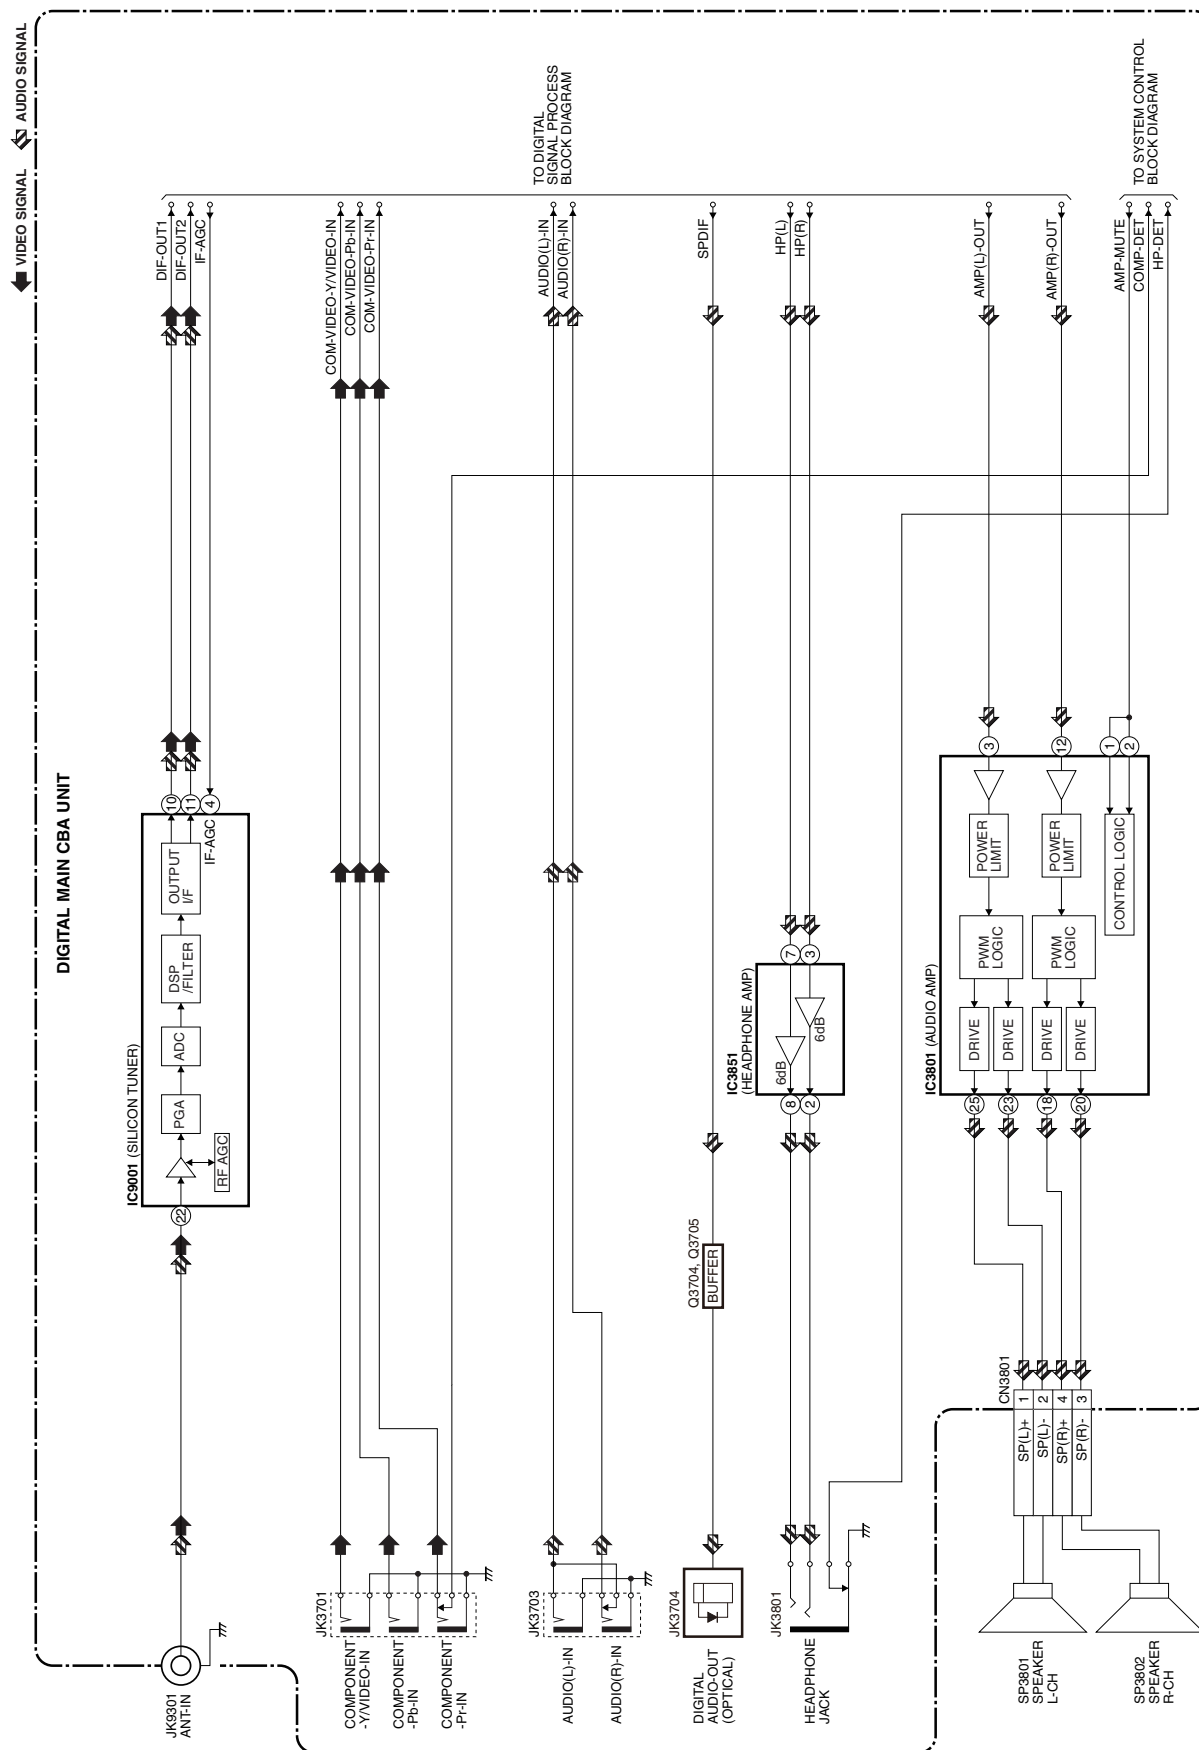 VIDEO SIGNAL
AUDIO SIGNAL
DIGITAL MAIN CBA UNIT
JK9301
ANT-IN
IC9001 (SILICON TUNER)
22
RF AGC
PGA
ADC
DSP
/FILTER
OUTPUT
I/F
10
11
4
IF-AGC
DIF-OUT1
DIF-OUT2
IF-AGC
JK3701
COMPONENT
-Y/VIDEO-IN
COMPONENT
-Pb-IN
COMPONENT
-Pr-IN
COM-VIDEO-Y/VIDEO-IN
COM-VIDEO-Pb-IN
COM-VIDEO-Pr-IN
JK3703
AUDIO(L)-IN
AUDIO(R)-IN
AUDIO(L)-IN
AUDIO(R)-IN
TO DIGITAL
SIGNAL PROCESS
BLOCK DIAGRAM
JK3704
DIGITAL
AUDIO-OUT
(OPTICAL)
Q3704, Q3705
BUFFER
SPDIF
JK3801
HEADPHONE
JACK
IC3851
(HEADPHONE AMP)
8
2
6dB
6dB
7
3
HP(L)
HP(R)
IC3801 (AUDIO AMP)
25
23
18
20
DRIVE
DRIVE
DRIVE
DRIVE
PWM
LOGIC
PWM
LOGIC
POWER
LIMIT
POWER
LIMIT
CONTROL LOGIC
3
12
1
2
AMP(L)-OUT
AMP(R)-OUT
AMP-MUTE
COMP-DET
HP-DET
TO SYSTEM CONTROL
BLOCK DIAGRAM
CN3801
SP(L)+ 1
SP(L)- 2
SP(R)+ 4
SP(R)- 3
SP3801
SPEAKER
L-CH
SP3802
SPEAKER
R-CH